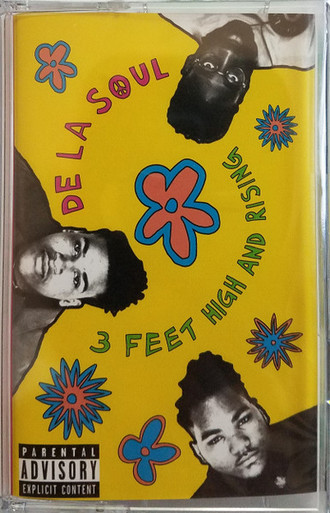 DE LA SOUL
3 FEET HIGH AND RISING
PARENTAL
ADVISORY
EXPLICIT CONTENT